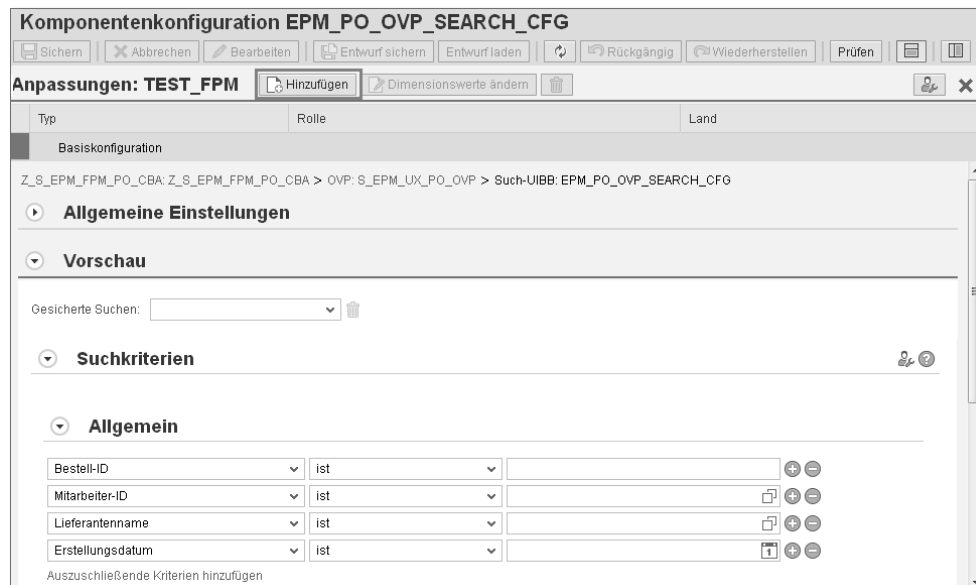 Komponentenkonfiguration EPM_PO_OVP_SEARCH_CFG
Sichern Abbrechen Bearbeiten Entwurf sichern Entwurf laden Rückgängig Wiederherstellen Prüfen
Anpassungen: TEST_FPM Hinzufügen Dimensionswerte ändern
Typ Rolle Land
Basiskonfiguration
Z_S_EPM_FPM_PO_CBA: Z_S_EPM_FPM_PO_CBA > OVP: S_EPM_UX_PO_OVP > Such-UIBB: EPM_PO_OVP_SEARCH_CFG
Allgemeine Einstellungen
Vorschau
Gesicherte Suchen:
Suchkriterien
Allgemein
Bestell-ID ist
Mitarbeiter-ID ist
Lieferantenname ist
Erstellungsdatum ist 1
Auszuschließende Kriterien hinzufügen